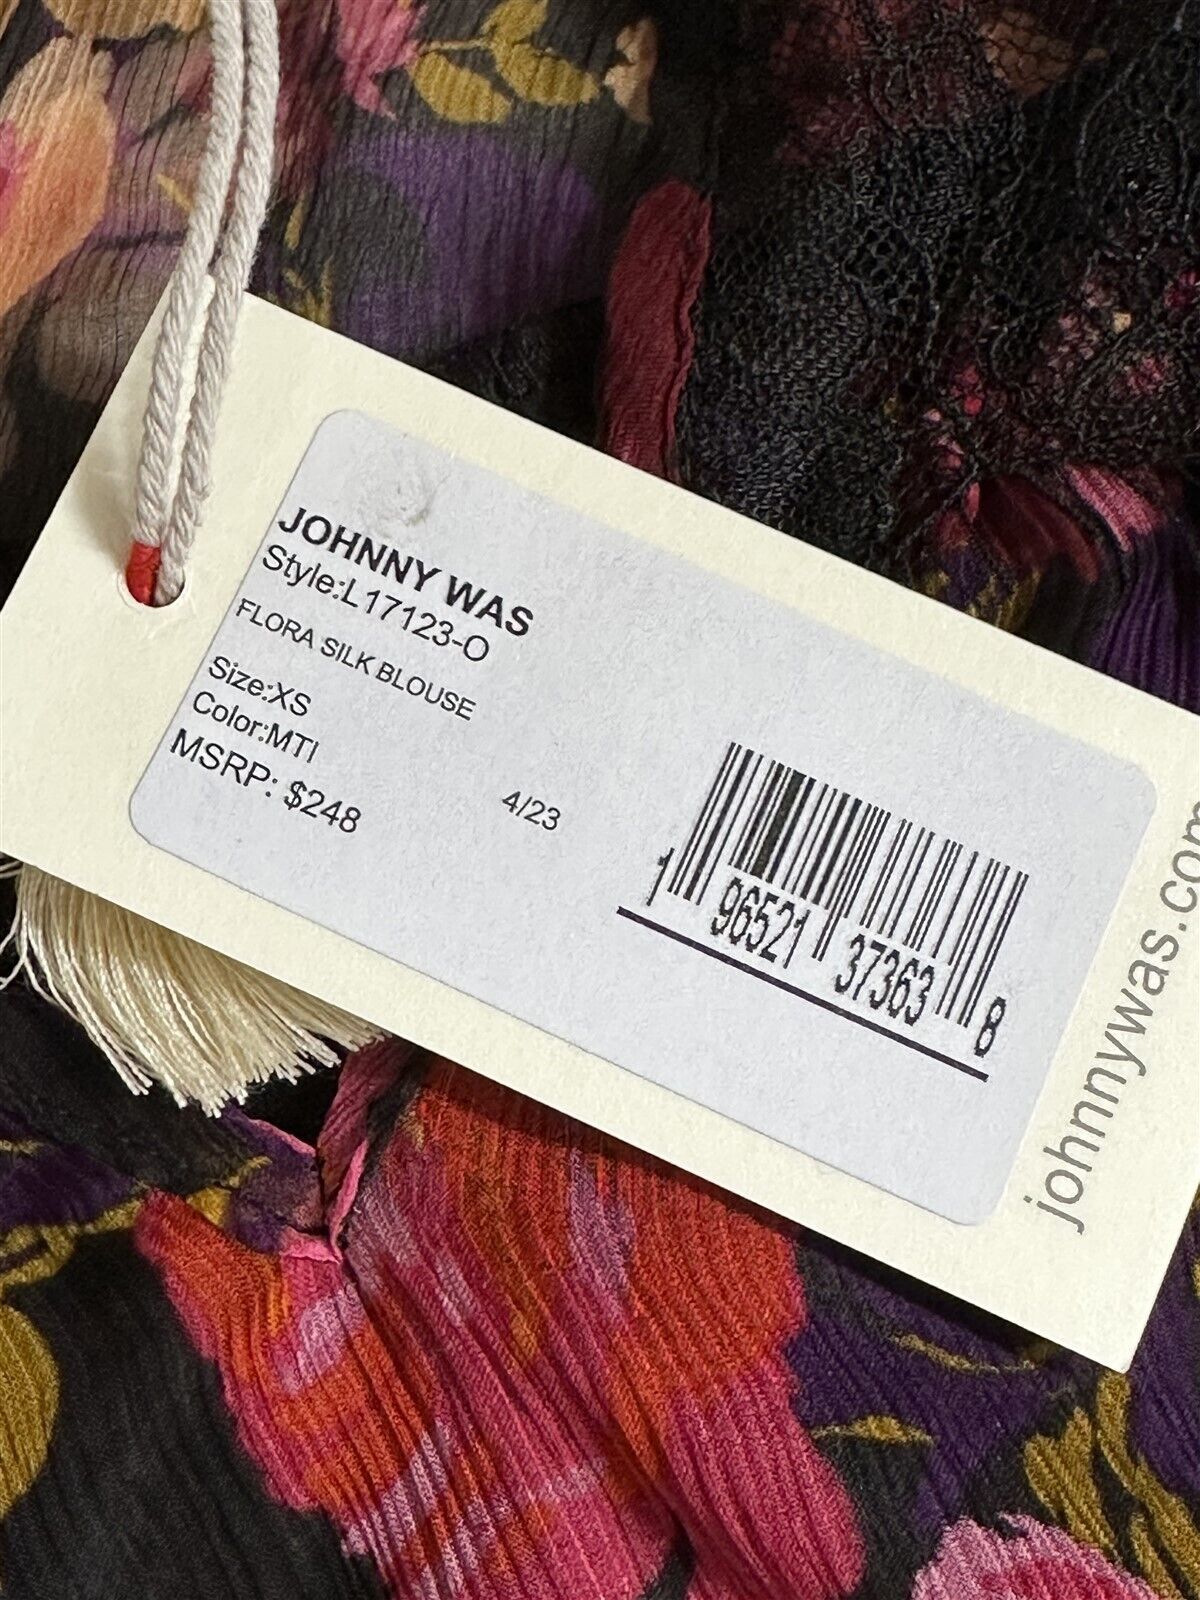 JOHNNY WAS
Style:L17123-O
FLORA SILK BLOUSE
Size:XS
Color:MTI
MSRP: $248
4/23
1 96521 37363 8
johnnywas.com